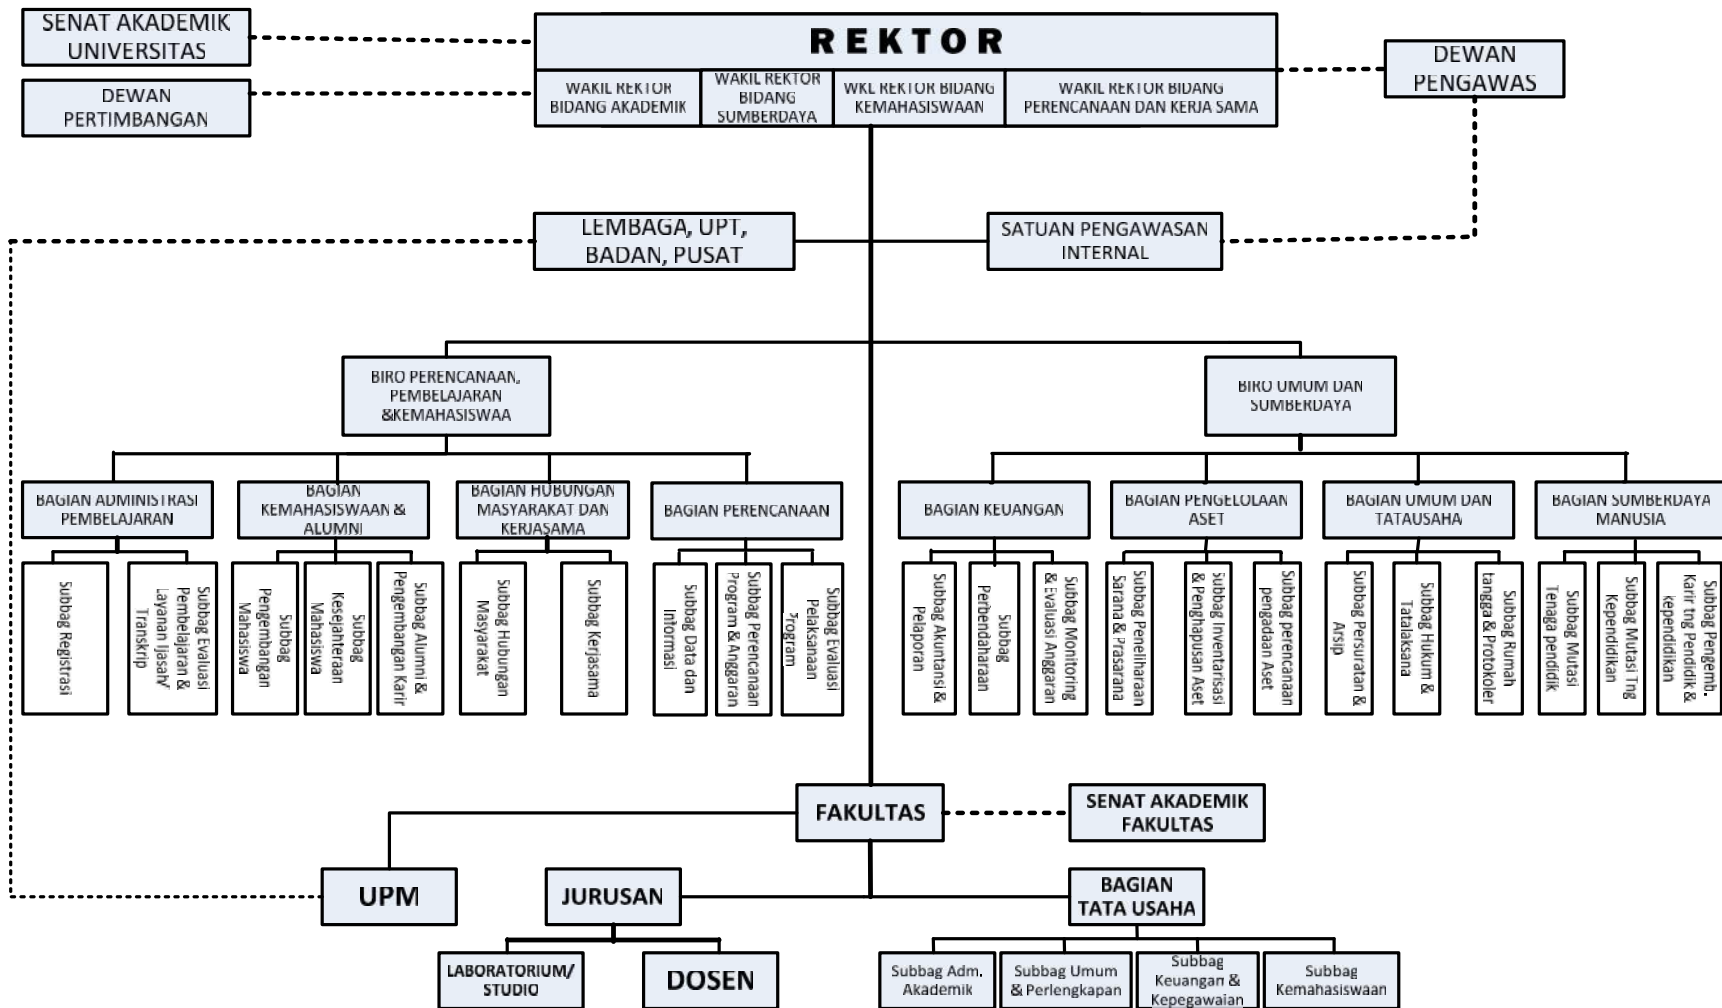 SENAT AKADEMIK
UNIVERSITAS
DEWAN
PERTIMBANGAN
REKTOR
WAKIL REKTOR
BIDANG AKADEMIK
WAKIL REKTOR
BIDANG
SUMBERDAYA
WKL REKTOR BIDANG
KEMAHASISWAAN
WAKIL REKTOR BIDANG
PERENCANAAN DAN KERJA SAMA
DEWAN
PENGAWAS
LEMBAGA, UPT,
BADAN, PUSAT
SATUAN PENGAWASAN
INTERNAL
BIRO PERENCANAAN,
PEMBELAJARAN
&KEMAHASISWAA
BIRO UMUM DAN
SUMBERDAYA
BAGIAN ADMINISTRASI
PEMBELAJARAN
BAGIAN
KEMAHASISWAAN &
ALUMNI
BAGIAN HUBUNGAN
MASYARAKAT DAN
KERJASAMA
BAGIAN PERENCANAAN
BAGIAN KEUANGAN
BAGIAN PENGELOLAAN
ASET
BAGIAN UMUM DAN
TATAUSAHA
BAGIAN SUMBERDAYA
MANUSIA
Subbag Registrasi
Subbag Evaluasi
Pembelajaran &
Layanan Ijasah/
Transkrip
Subbag
Pengembangan
Mahasiswa
Subbag
Kesejahteraan
Mahasiswa
Subbag Alumni &
Pengembangan Karir
Subbag Hubungan
Masyarakat
Subbag Kerjasama
Subbag Data dan
Informasi
Subbag Perencanaan
Program & Anggaran
Subbag Evaluasi
Pelaksanaan
Program
Subbag Akuntansi &
Pelaporan
Subbag
Perbendaharaan
Subbag Monitoring
& Evaluasi Anggaran
Subbag Peneliharaan
Sarana & Prasarana
Subbag Inventarisasi
& Penghapusan Aset
Subbag perencanaan
pengadaan Aset
Subbag Persuratan &
Arsip
Subbag Hukum &
Tatalaksana
Subbag Rumah
tangga & Protokoler
Subbag Mutasi
Tenaga pendidik
Subbag Mutasi Tng
Kependidikan
Subbag Pengemb.
Karir tng Pendidik &
kependidikan
FAKULTAS
SENAT AKADEMIK
FAKULTAS
UPM
JURUSAN
BAGIAN
TATA USAHA
LABORATORIUM/
STUDIO
DOSEN
Subbag Adm.
Akademik
Subbag Umum
& Perlengkapan
Subbag
Keuangan &
Kepegawaian
Subbag
Kemahasiswaan